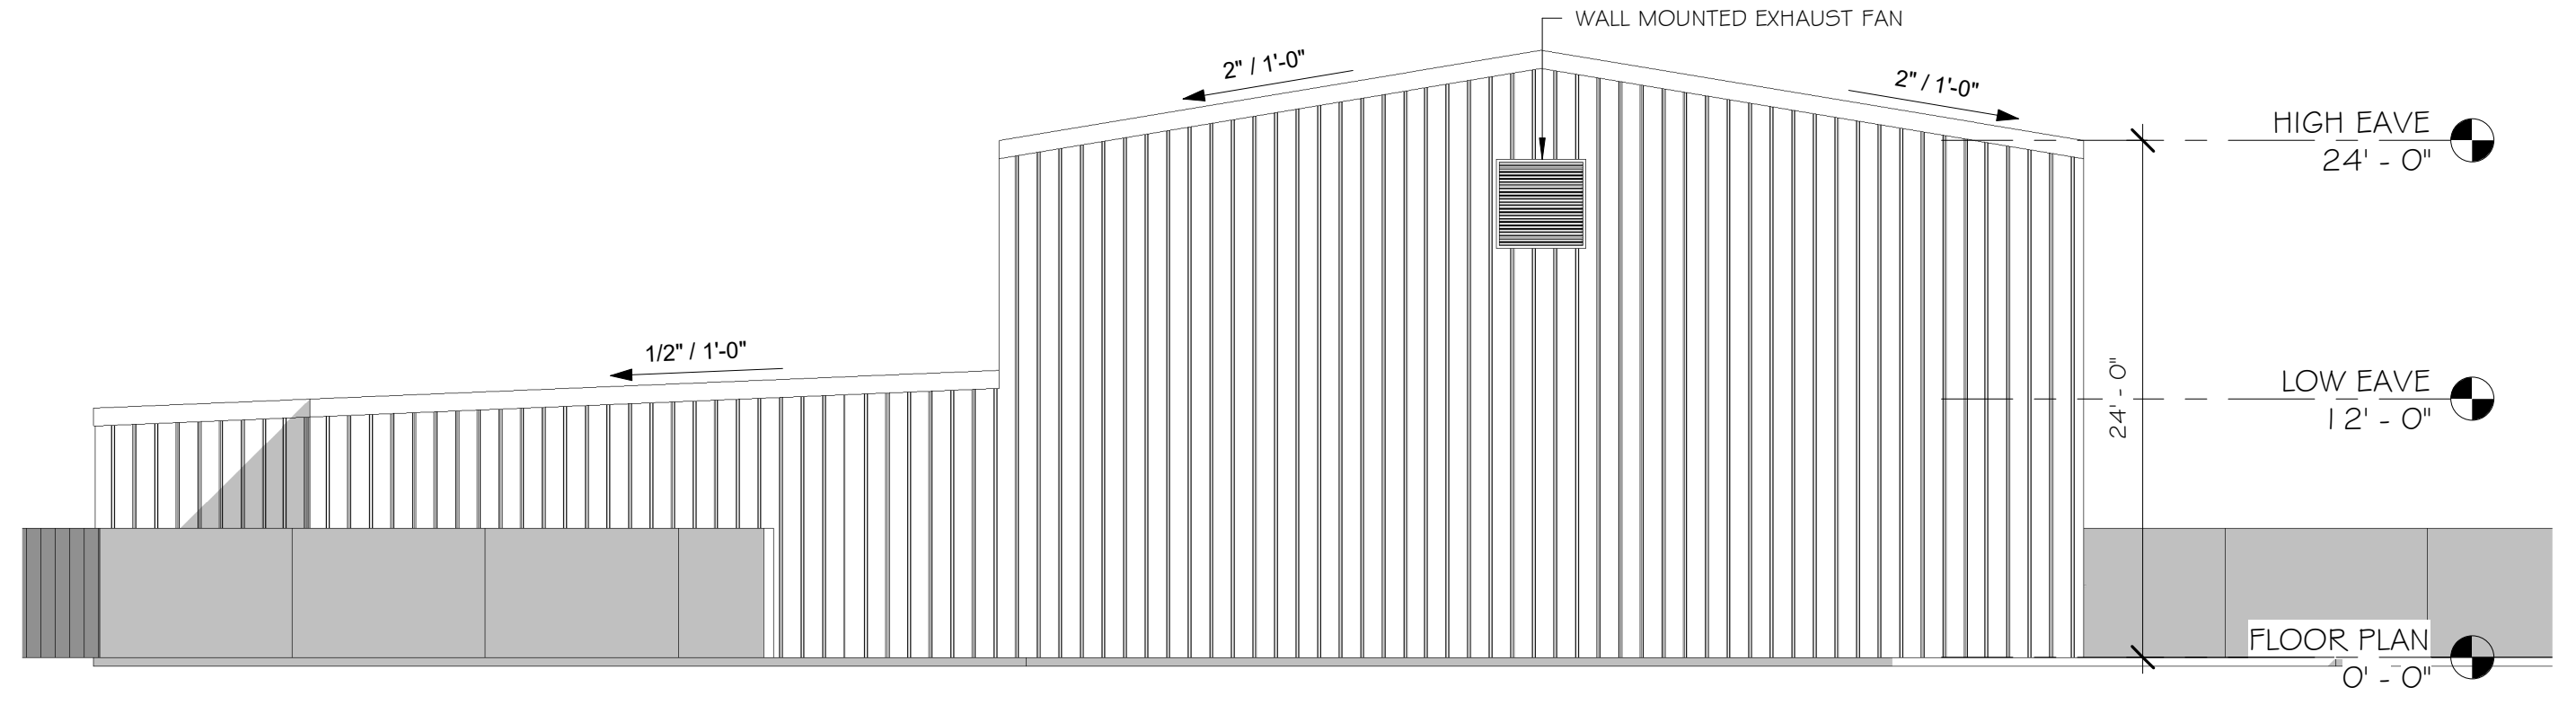 WALL MOUNTED EXHAUST FAN
2" / 1'-0"
2" / 1'-0"
HIGH EAVE
24' - 0"
1/2" / 1'-0"
24' - 0"
LOW EAVE
12' - 0"
FLOOR PLAN
0' - 0"